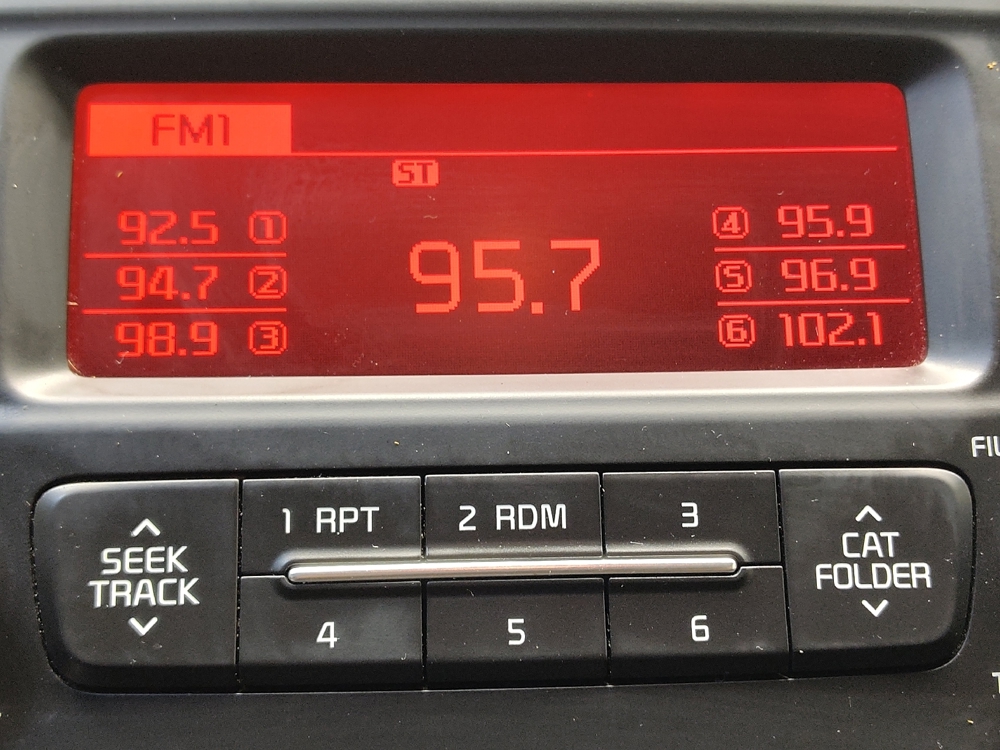 FM1
ST
92.5 ① 95.7 ④ 95.9
94.7 ② ⑤ 96.9
98.9 ③ ⑥ 102.1
SEEK
TRACK
1 RPT 2 RDM 3
4 5 6
CAT
FOLDER